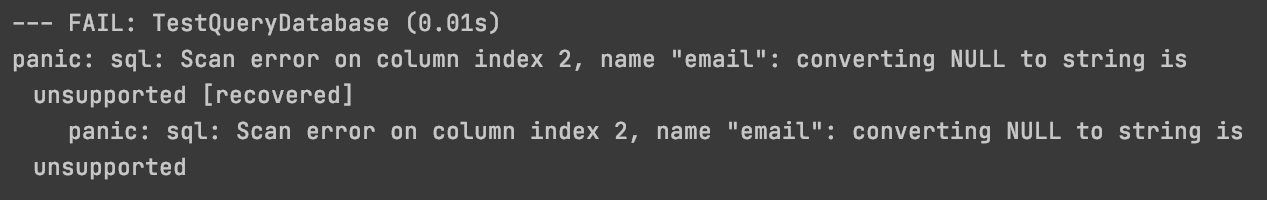 --- FAIL: TestQueryDatabase (0.01s)
panic: sql: Scan error on column index 2, name "email": converting NULL to string is
unsupported [recovered]
panic: sql: Scan error on column index 2, name "email": converting NULL to string is
unsupported